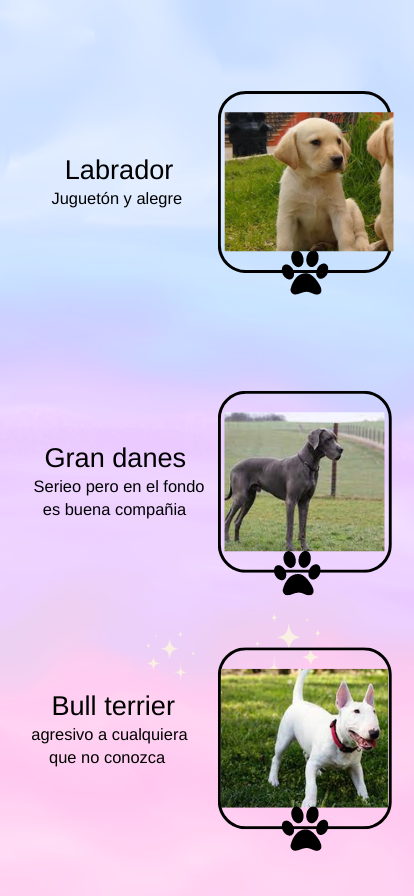 Labrador
Juguetón y alegre
Gran danes
Serieo pero en el fondo
es buena compañia
Bull terrier
agresivo a cualquiera
que no conozca